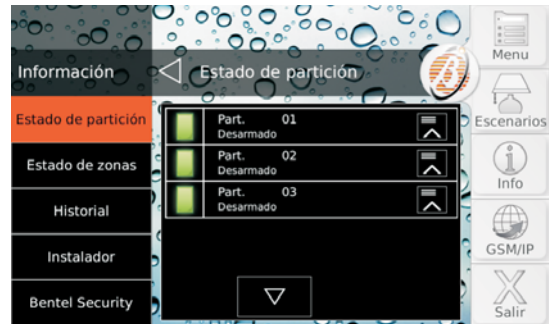 Información
Estado de partición
Estado de partición
Estado de zonas
Historial
Instalador
Bentel Security
Part. 01
Desarmado
Part. 02
Desarmado
Part. 03
Desarmado
Menu
Escenarios
Info
GSM/IP
Salir